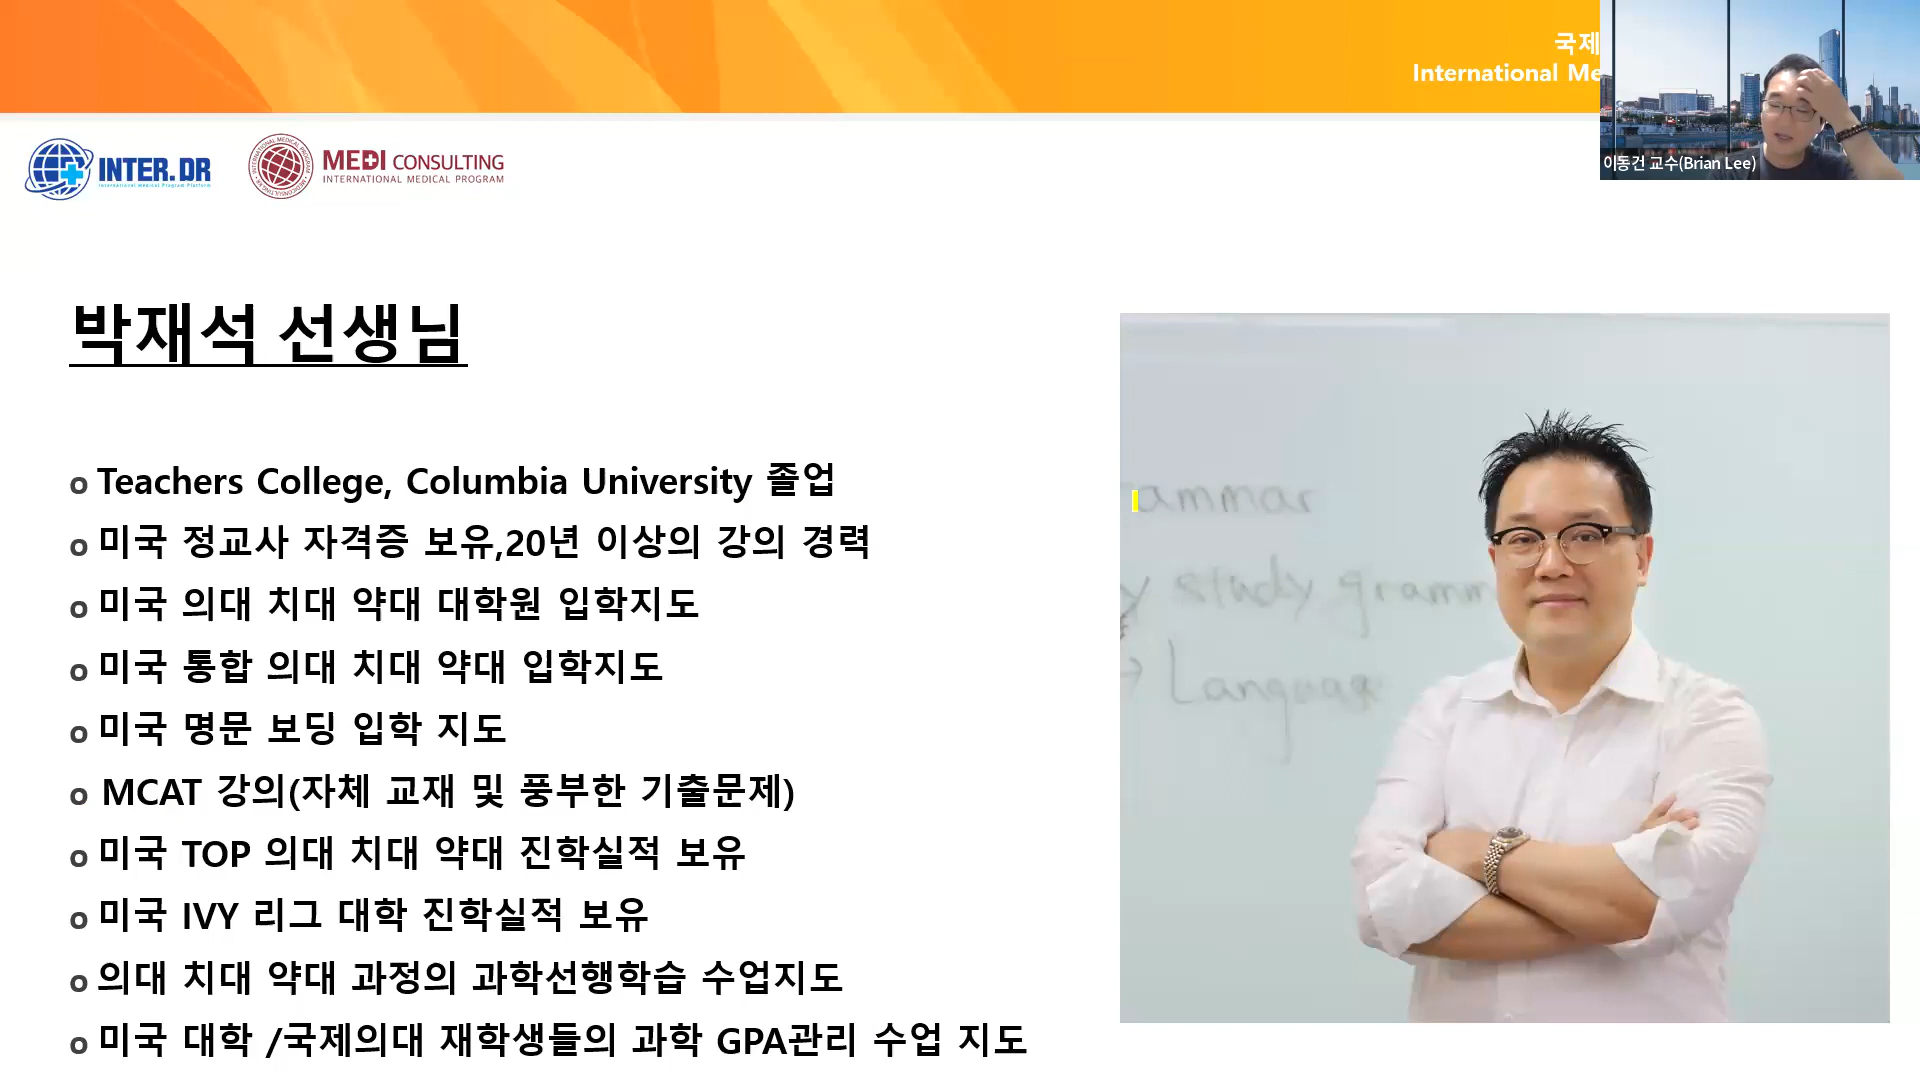 국제
International Me
이동건 교수(Brian Lee)
INTER.DR
International Medical Program Platform
MEDI CONSULTING
INTERNATIONAL MEDICAL PROGRAM
박재석 선생님
o Teachers College, Columbia University 졸업
o 미국 정교사 자격증 보유,20년 이상의 강의 경력
o 미국 의대 치대 약대 대학원 입학지도
o 미국 통합 의대 치대 약대 입학지도
o 미국 명문 보딩 입학 지도
o MCAT 강의(자체 교재 및 풍부한 기출문제)
o 미국 TOP 의대 치대 약대 진학실적 보유
o 미국 IVY 리그 대학 진학실적 보유
o 의대 치대 약대 과정의 과학선행학습 수업지도
o 미국 대학 /국제의대 재학생들의 과학 GPA관리 수업 지도
ammar
y study gramm
→ Language